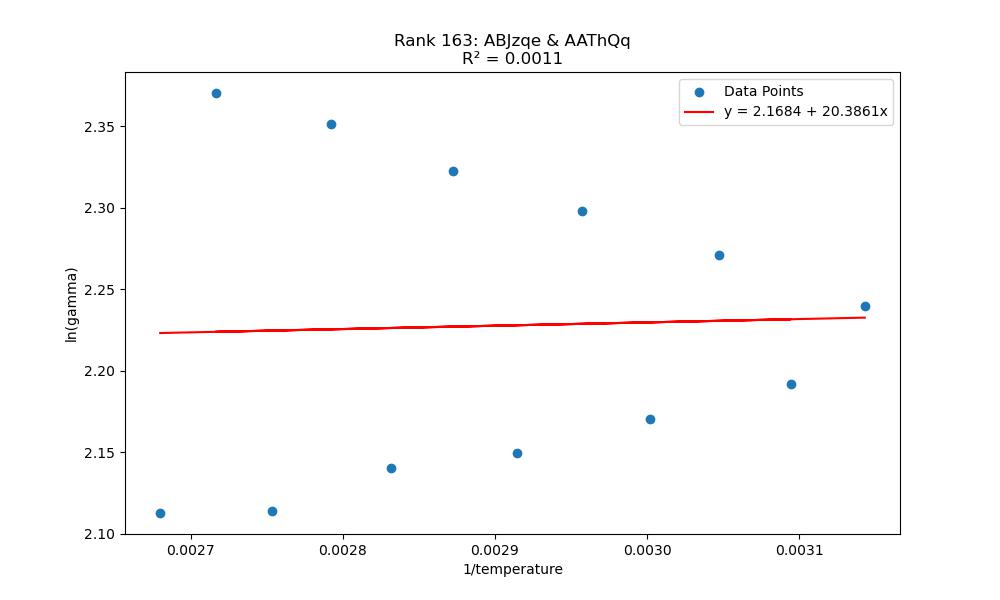 Rank 163: ABJzqe & AAThQq
R² = 0.0011
Data Points
y = 2.1684 + 20.3861x
2.35
2.30
2.25
2.20
2.15
2.10
ln(gamma)
0.0027
0.0028
0.0029
0.0030
0.0031
1/temperature